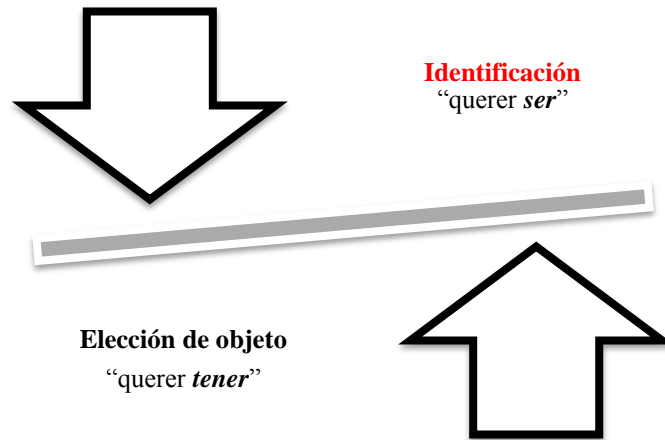 Identificación
“querer ser”
Elección de objeto
“querer tener”